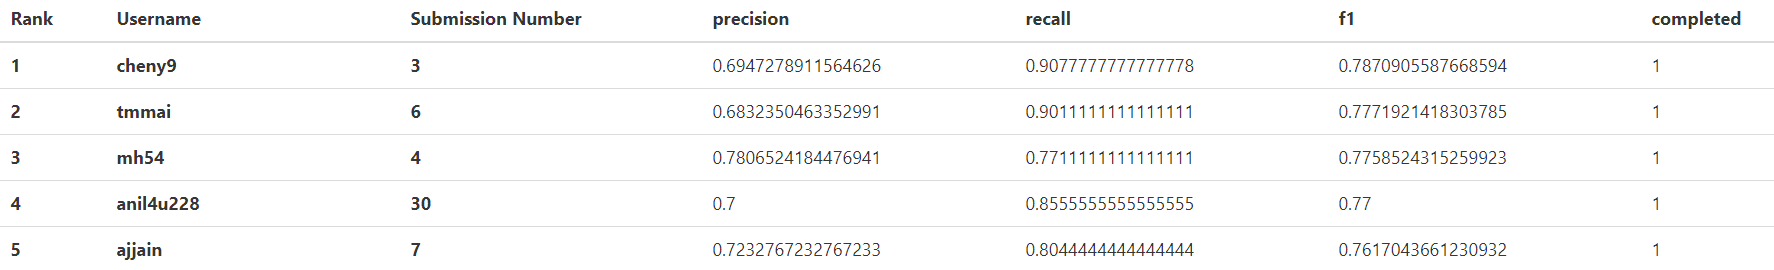 Rank Username Submission Number precision recall f1 completed
1 cheny9 3 0.6947278911564626 0.9077777777777778 0.7870905587668594 1
2 tmmai 6 0.6832350463352991 0.9011111111111111 0.7771921418303785 1
3 mh54 4 0.7806524184476941 0.7711111111111111 0.7758524315259923 1
4 anil4u228 30 0.7 0.8555555555555555 0.77 1
5 ajjain 7 0.7232767232767233 0.8044444444444444 0.7617043661230932 1